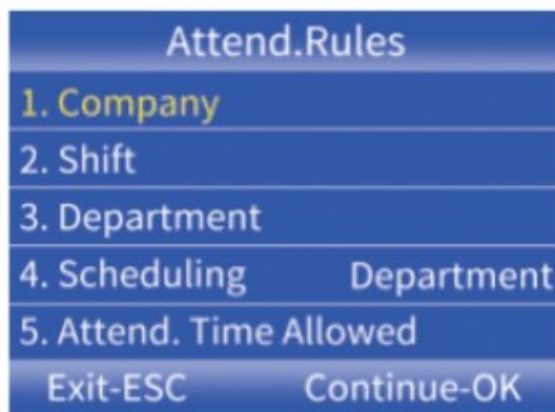 Attend.Rules
1. Company
2. Shift
3. Department
4. Scheduling Department
5. Attend. Time Allowed
Exit-ESC Continue-OK